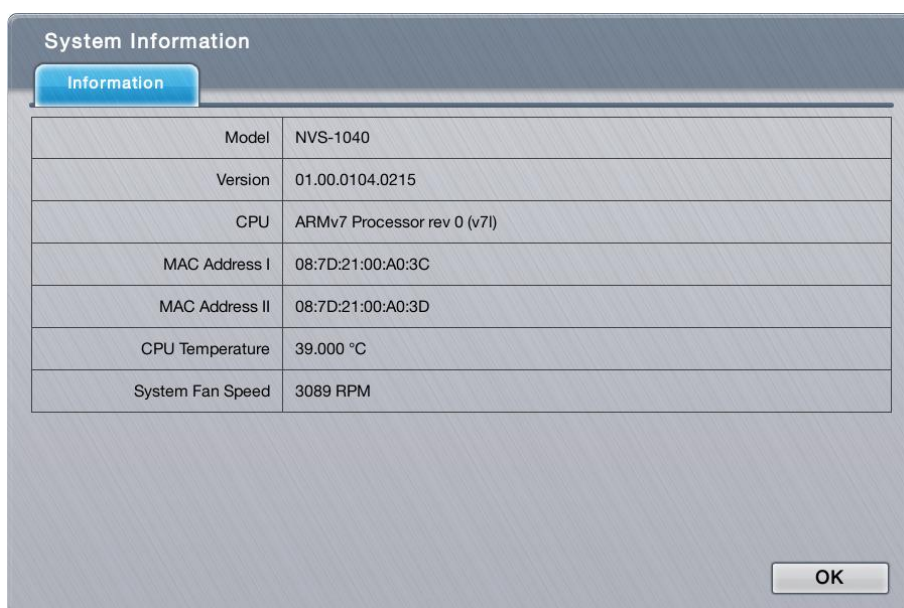 System Information
Information
Model NVS-1040
Version 01.00.0104.0215
CPU ARMv7 Processor rev 0 (v7l)
MAC Address I 08:7D:21:00:A0:3C
MAC Address II 08:7D:21:00:A0:3D
CPU Temperature 39.000 °C
System Fan Speed 3089 RPM
OK